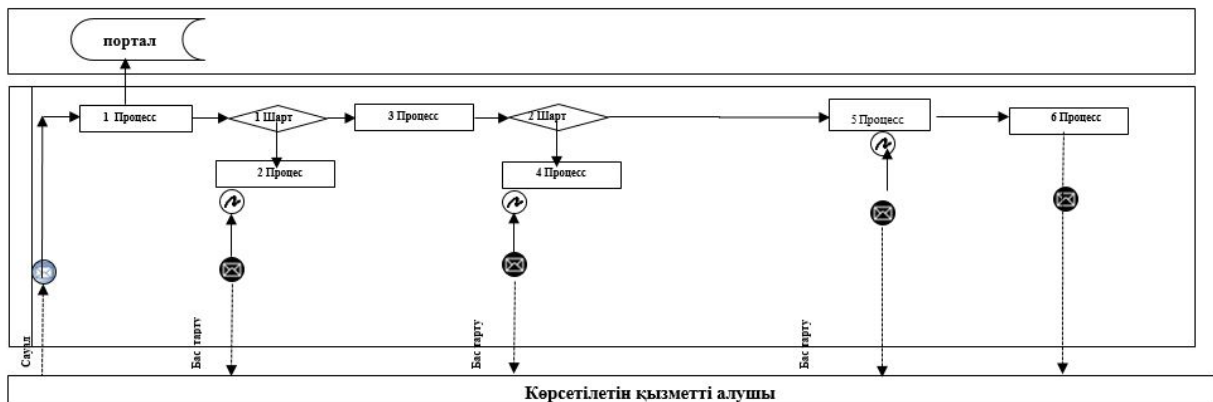 портал
1 Процесс
1 Шарт
3 Процесс
2 Шарт
5 Процесс
6 Процесс
2 Процес
4 Процесс
Сауал
Бас тарту
Бас тарту
Бас тарту
Көрсетілетін қызметті алушы